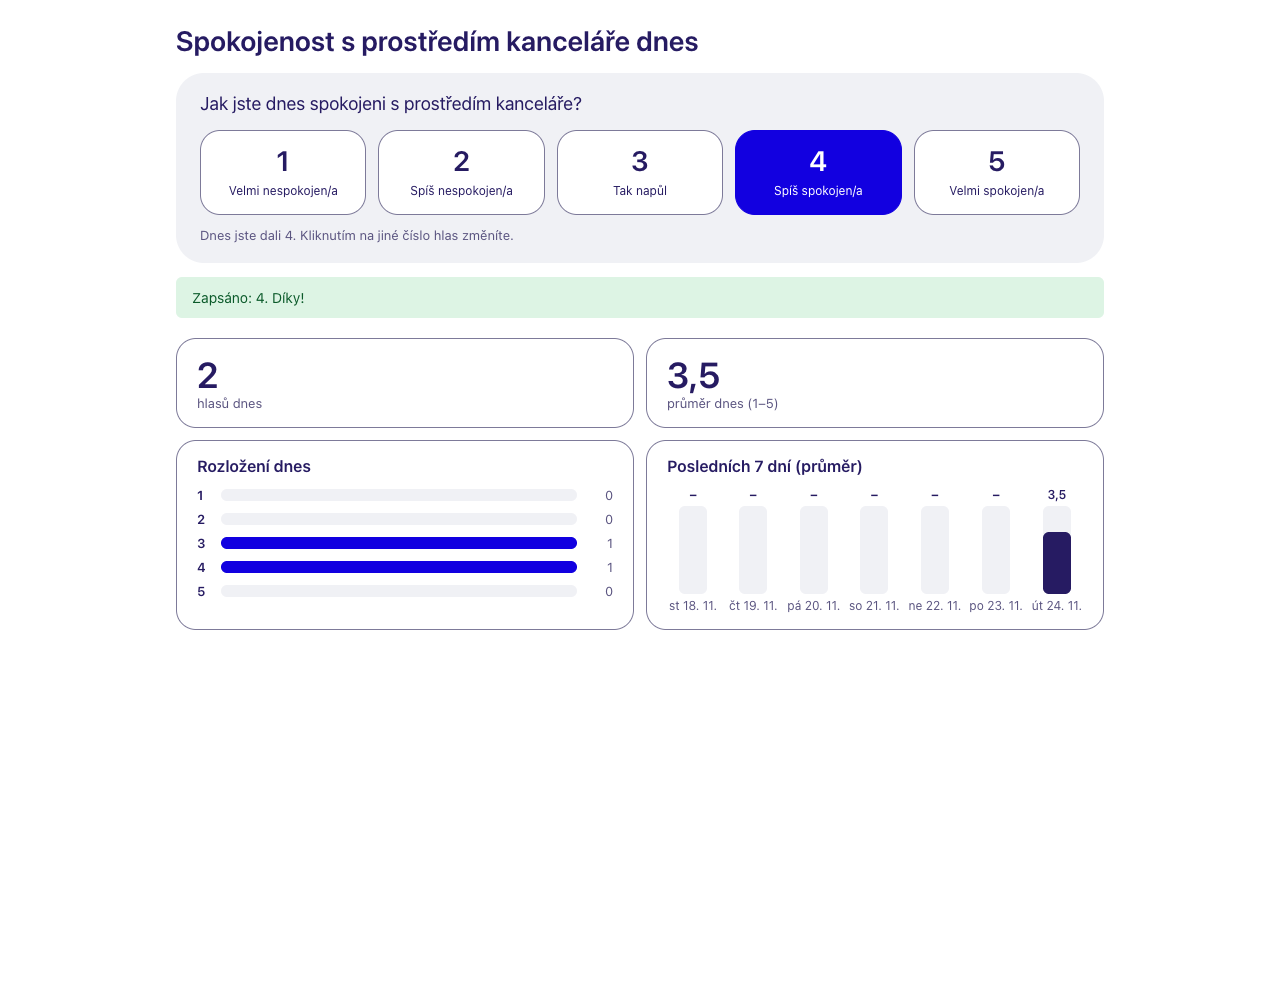 Spokojenost s prostředím kanceláře dnes
Jak jste dnes spokojeni s prostředím kanceláře?
1
Velmi nespokojen/a
2
Spíš nespokojen/a
3
Tak napůl
4
Spíš spokojen/a
5
Velmi spokojen/a
Dnes jste dali 4. Kliknutím na jiné číslo hlas změníte.
Zapsáno: 4. Díky!
2
hlasů dnes
3,5
průměr dnes (1–5)
Rozložení dnes
1 0
2 0
3 1
4 1
5 0
Posledních 7 dní (průměr)
– – – – – – 3,5
st 18. 11. čt 19. 11. pá 20. 11. so 21. 11. ne 22. 11. po 23. 11. út 24. 11.